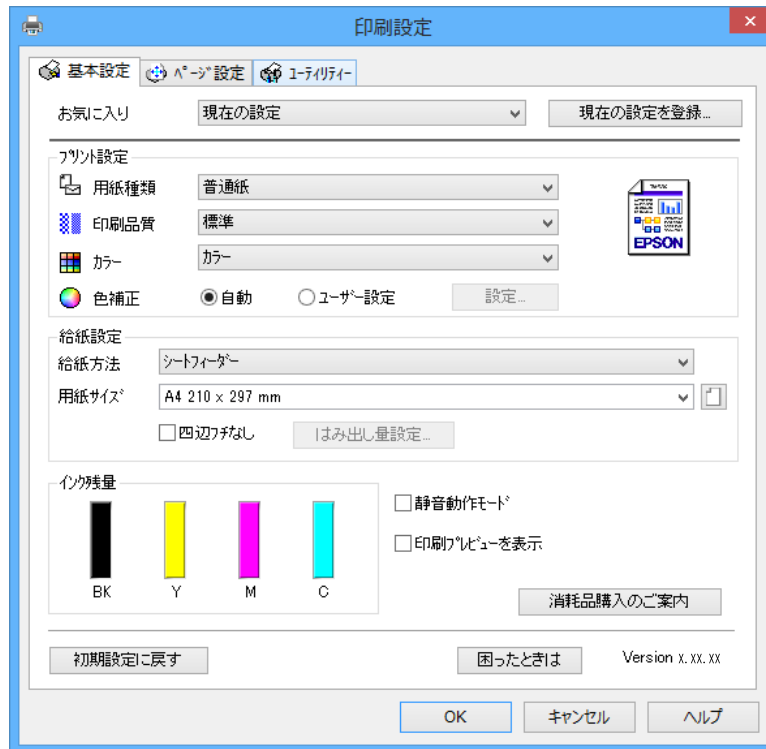 印刷設定
基本設定 ﾍﾟｰｼﾞ設定 ﾕｰﾃｨﾘﾃｨｰ
お気に入り 現在の設定 現在の設定を登録...
ﾌﾟﾘﾝﾄ設定
用紙種類 普通紙
印刷品質 標準
ｶﾗｰ ｶﾗｰ
EPSON
色補正 自動 ﾕｰｻﾞｰ設定 設定...
給紙設定
給紙方法 ｼｰﾄﾌｨｰﾀﾞｰ
用紙ｻｲｽﾞ A4 210 x 297 mm
四辺ﾌﾁなし はみ出し量設定...
ｲﾝｸ残量
静音動作ﾓｰﾄﾞ
印刷ﾌﾟﾚﾋﾞｭｰを表示
BK Y M C
消耗品購入のご案内
初期設定に戻す 困ったときは Version x.xx.xx
OK ｷｬﾝｾﾙ ﾍﾙﾌﾟ